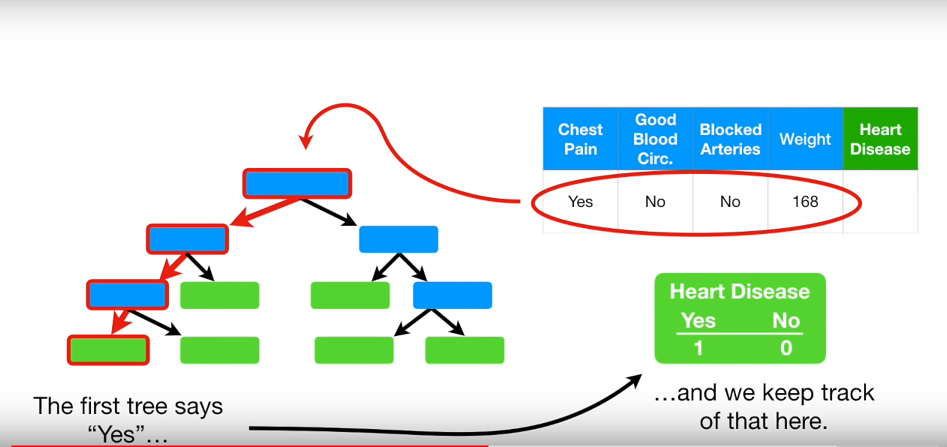 Chest Pain
Good Blood Circ.
Blocked Arteries
Weight
Heart Disease
Yes No No 168
Heart Disease
Yes No
1 0
The first tree says
“Yes”…
…and we keep track
of that here.